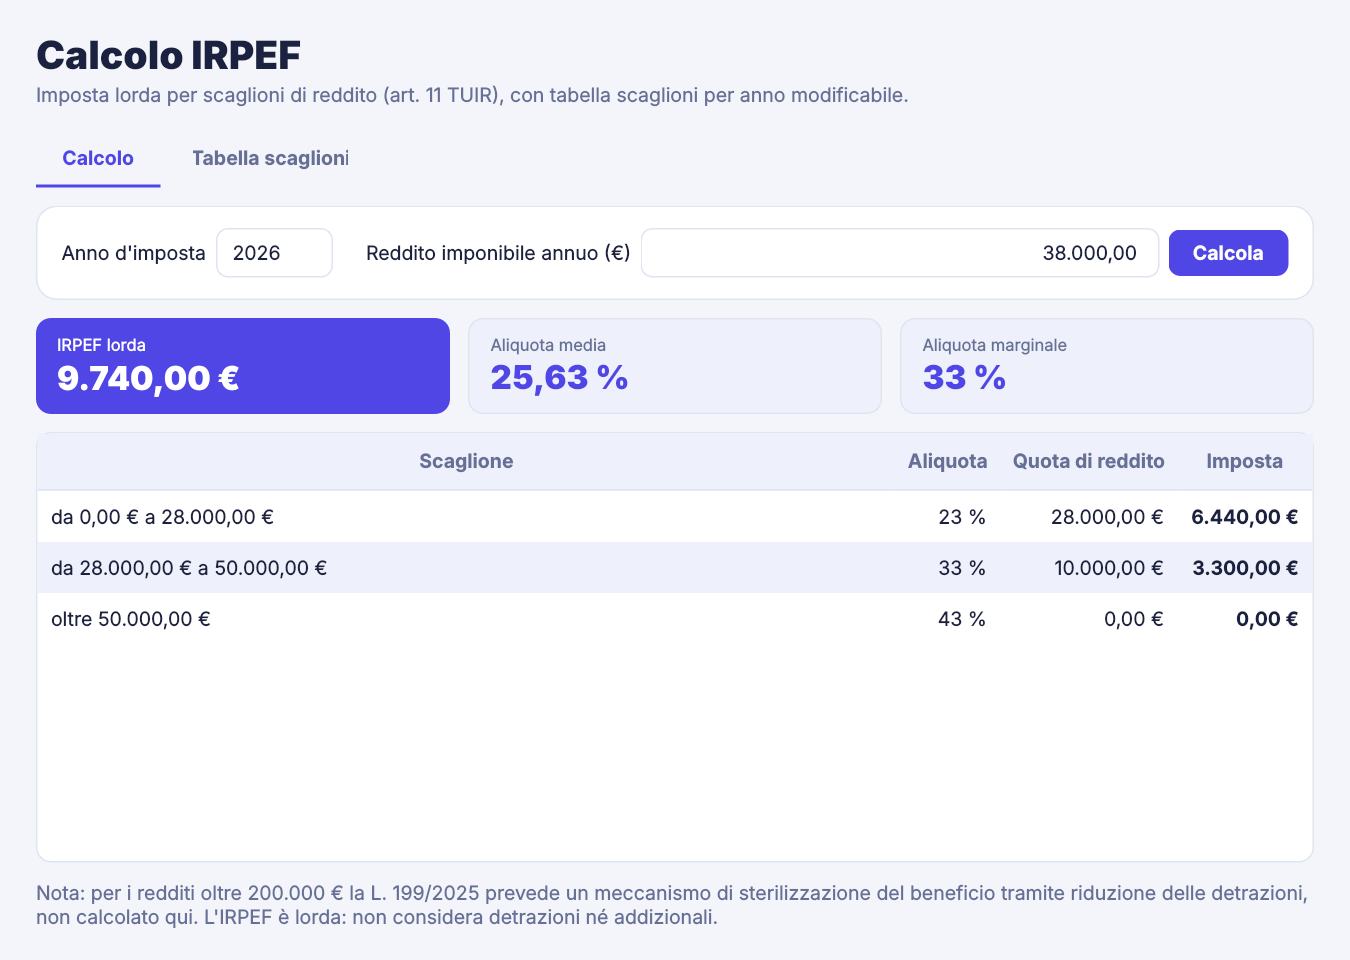 Calcolo IRPEF
Imposta lorda per scaglioni di reddito (art. 11 TUIR), con tabella scaglioni per anno modificabile.
Calcolo Tabella scaglioni
Anno d'imposta 2026 Reddito imponibile annuo (€) 38.000,00 Calcola
IRPEF lorda Aliquota media Aliquota marginale
9.740,00 € 25,63 % 33 %
Scaglione Aliquota Quota di reddito Imposta
da 0,00 € a 28.000,00 € 23 % 28.000,00 € 6.440,00 €
da 28.000,00 € a 50.000,00 € 33 % 10.000,00 € 3.300,00 €
oltre 50.000,00 € 43 % 0,00 € 0,00 €
Nota: per i redditi oltre 200.000 € la L. 199/2025 prevede un meccanismo di sterilizzazione del beneficio tramite riduzione delle detrazioni,
non calcolato qui. L'IRPEF è lorda: non considera detrazioni né addizionali.